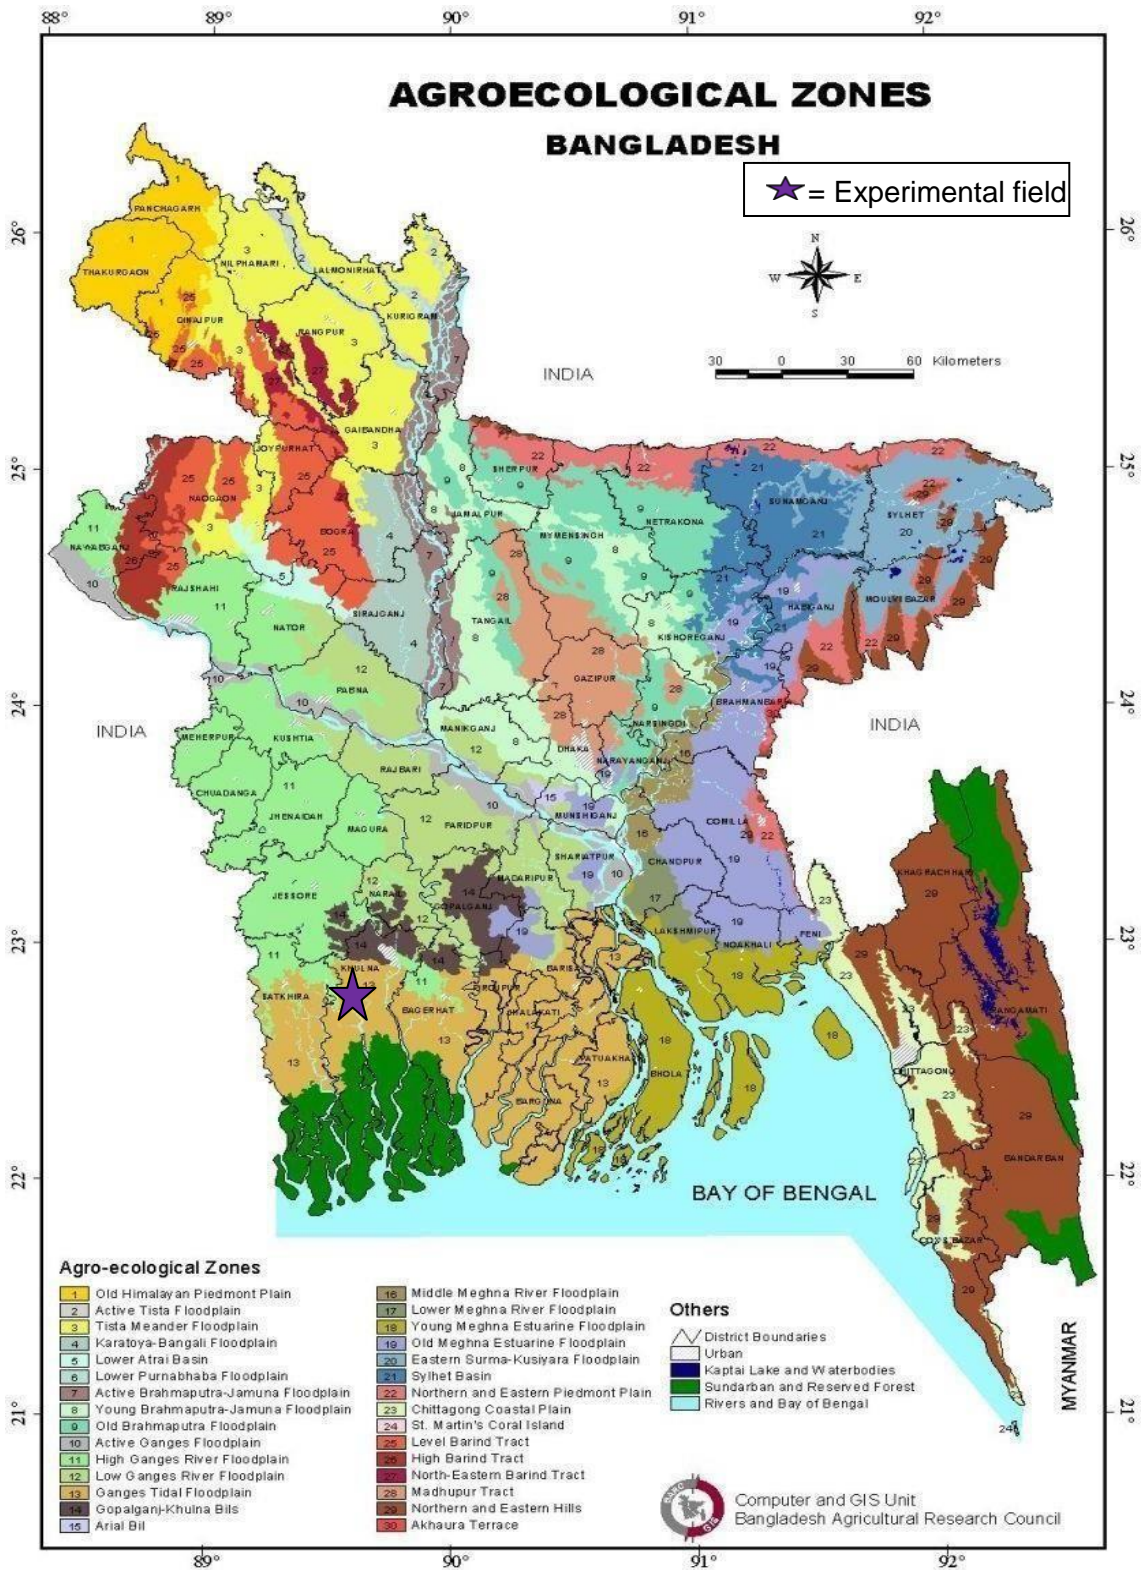 88°
89°
90°
91°
92°
AGROECOLOGICAL ZONES
BANGLADESH
= Experimental field
26°
26°
N
W E
S
30 0 30 60 Kilometers
INDIA
PANCHAGARH
THAKURGAON
NILPHAMARI
LALMONIRHAT
DINAJPUR
KURIGRAM
RANGPUR
GAIBANDHA
25°
25°
JOYPURHAT
SHERPUR
NAOGAON
BOGRA
JAMALPUR
NETRAKONA
SUNAMGANJ
SYLHET
MYMENSINGH
NAWABGANJ
RAJSHAHI
SIRAJGANJ
HABIGANJ
MOULVI BAZAR
NATOR
TANGAIL
KISHOREGANJ
GAZIPUR
PABNA
24°
24°
INDIA
INDIA
MEHERPUR
KUSHTIA
MANIKGANJ
NARSINGDI
DHAKA
NARAYANGANJ
RAJBARI
CHUADANGA
JHENAIDAH
MAGURA
FARIDPUR
MUNSHIGANJ
COMILLA
SHARIATPUR
CHANDPUR
MADARIPUR
KHAGRACHHARI
JESSORE
NARAIL
GOPALGANJ
LAKSHMIPUR
NOAKHALI
FENI
23°
23°
KHULNA
SATKHIRA
BAGERHAT
BHOLA
CHITTAGONG
BARGUNA
BANDARBAN
22°
22°
BAY OF BENGAL
COX'S BAZAR
Agro-ecological Zones
1 Old Himalayan Piedmont Plain
2 Active Tista Floodplain
3 Tista Meander Floodplain
4 Karatoya-Bangali Floodplain
5 Lower Atrai Basin
6 Lower Purnabhaba Floodplain
7 Active Brahmaputra-Jamuna Floodplain
8 Young Brahmaputra-Jamuna Floodplain
9 Old Brahmaputra Floodplain
10 Active Ganges Floodplain
11 High Ganges River Floodplain
12 Low Ganges River Floodplain
13 Ganges Tidal Floodplain
14 Gopalganj-Khulna Bils
15 Arial Bil
16 Middle Meghna River Floodplain
17 Lower Meghna River Floodplain
18 Young Meghna Estuarine Floodplain
19 Old Meghna Estuarine Floodplain
20 Eastern Surma-Kusiyara Floodplain
21 Sylhet Basin
22 Northern and Eastern Piedmont Plain
23 Chittagong Coastal Plain
24 St. Martin's Coral Island
25 Level Barind Tract
26 High Barind Tract
27 North-Eastern Barind Tract
28 Madhupur Tract
29 Northern and Eastern Hills
30 Akhaura Terrace
Others
District Boundaries
Urban
Kaptai Lake and Waterbodies
Sundarban and Reserved Forest
Rivers and Bay of Bengal
MYANMAR
21°
21°
24
BARC
GIS
Computer and GIS Unit
Bangladesh Agricultural Research Council
89°
90°
91°
92°